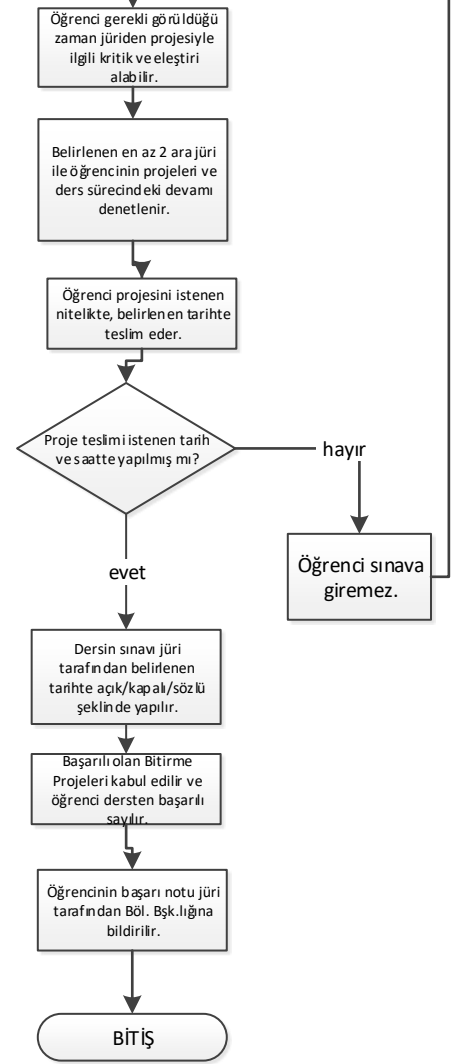 Öğrenci gerekli görüldüğü
zaman jüriden projesiyle
ilgili kritik ve eleştiri
alabilir.
Belirlenen en az 2 ara jüri
ile öğrencinin projeleri ve
ders sürecindeki devamı
denetlenir.
Öğrenci projesini istenen
nitelikte, belirlenen tarihte
teslim eder.
Proje teslimi istenen tarih
ve saatte yapılmış mı?
hayır
Öğrenci sınava
giremez.
evet
Dersin sınavı jüri
tarafından belirlenen
tarihte açık/kapalı/sözlü
şeklinde yapılır.
Başarılı olan Bitirme
Projeleri kabul edilir ve
öğrenci dersten başarılı
sayılır.
Öğrencinin başarı notu jüri
tarafından Böl. Bşk.lığına
bildirilir.
BİTİŞ